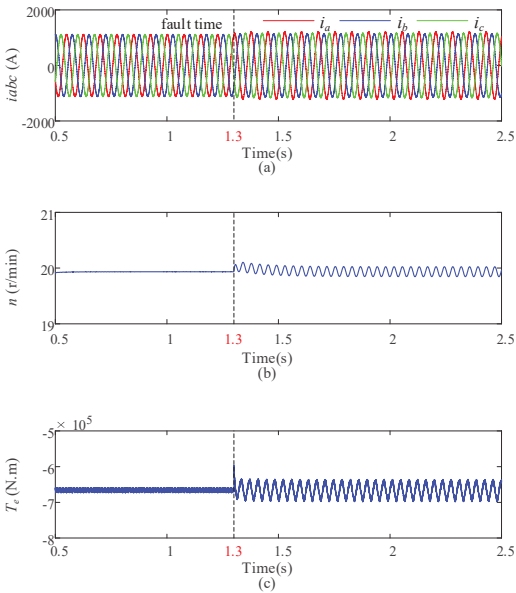 2000
fault time
i_a i_b i_c
iabc (A)
0
-2000
0.5 1 1.3 1.5 2 2.5
Time(s)
(a)
21
n (r/min)
20
19
0.5 1 1.3 1.5 2 2.5
Time(s)
(b)
-5 × 10^5
T_e (N.m)
-6
-7
-8
0.5 1 1.3 1.5 2 2.5
Time(s)
(c)